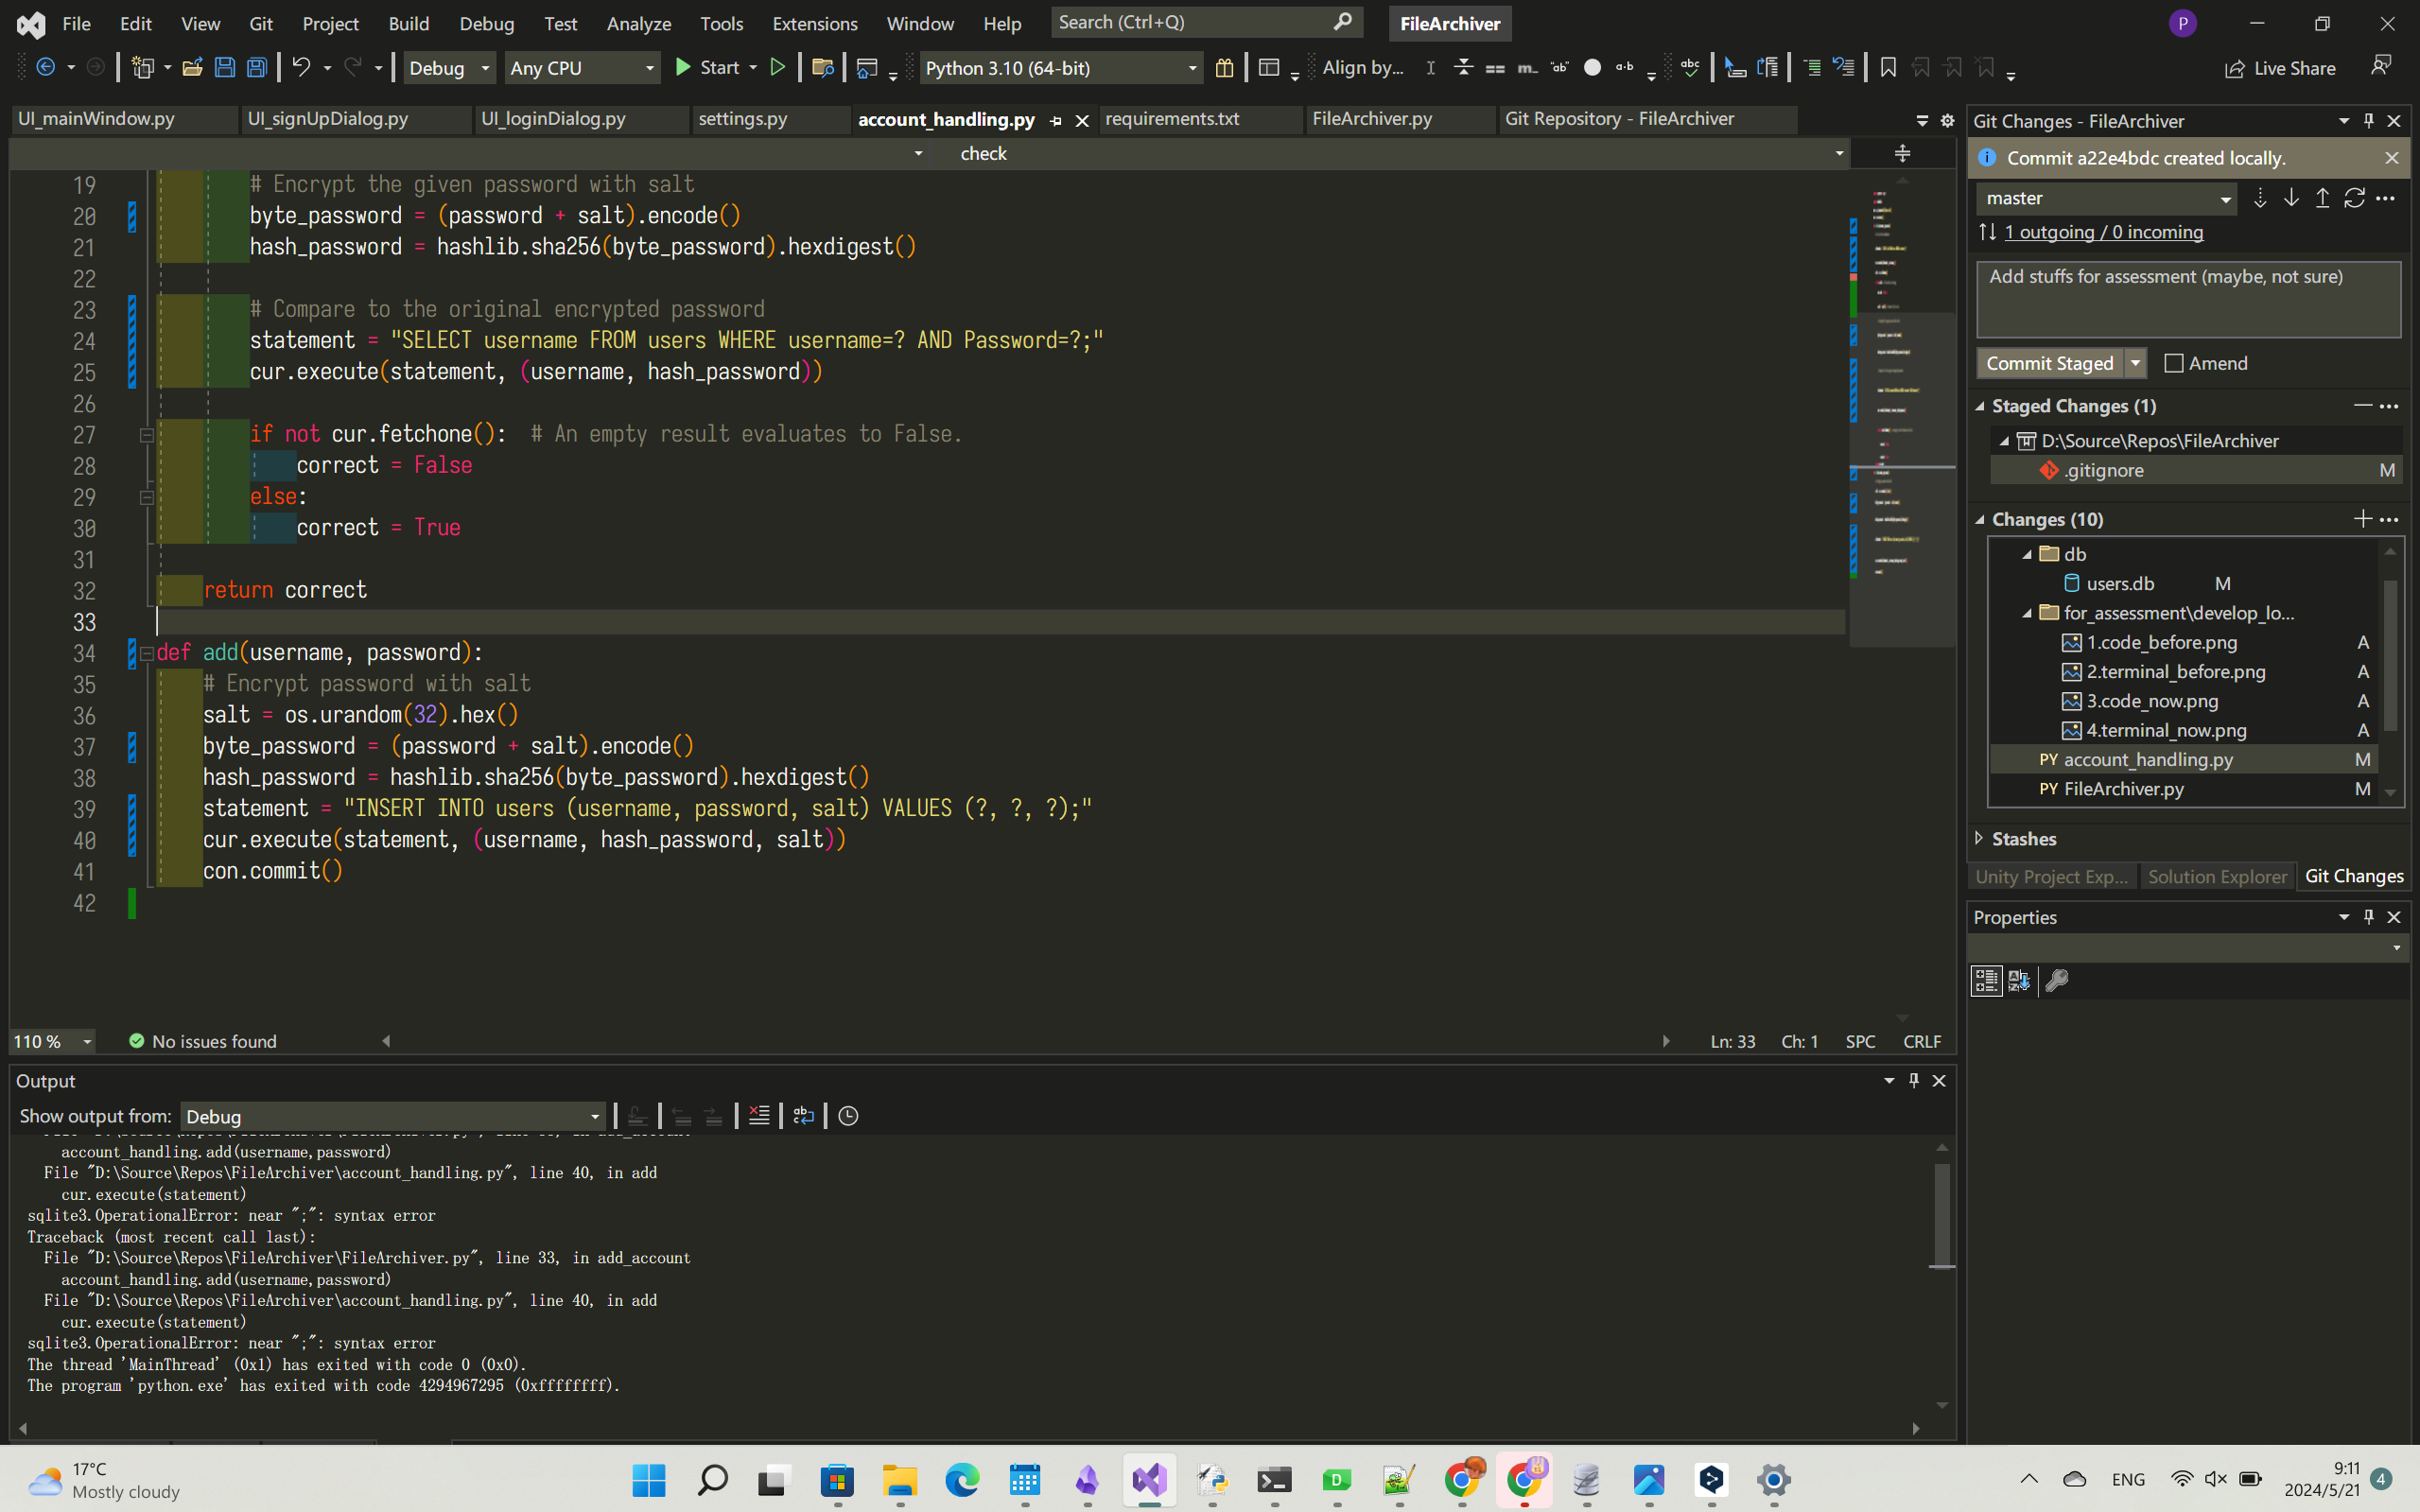 File Edit View Git Project Build Debug Test Analyze Tools Extensions Window Help Search (Ctrl+Q) FileArchiver P
Debug Any CPU Start Python 3.10 (64-bit) Align by... Live Share
UI_mainWindow.py UI_signUpDialog.py UI_loginDialog.py settings.py account_handling.py requirements.txt FileArchiver.py Git Repository - FileArchiver
check
19 # Encrypt the given password with salt
20 byte_password = (password + salt).encode()
21 hash_password = hashlib.sha256(byte_password).hexdigest()
22
23 # Compare to the original encrypted password
24 statement = "SELECT username FROM users WHERE username=? AND Password=?;"
25 cur.execute(statement, (username, hash_password))
26
27 if not cur.fetchone(): # An empty result evaluates to False.
28 correct = False
29 else:
30 correct = True
31
32 return correct
33
34 def add(username, password):
35 # Encrypt password with salt
36 salt = os.urandom(32).hex()
37 byte_password = (password + salt).encode()
38 hash_password = hashlib.sha256(byte_password).hexdigest()
39 statement = "INSERT INTO users (username, password, salt) VALUES (?, ?, ?);"
40 cur.execute(statement, (username, hash_password, salt))
41 con.commit()
42
110 % No issues found Ln: 33 Ch: 1 SPC CRLF
Output
Show output from: Debug
account_handling.add(username,password)
File "D:\Source\Repos\FileArchiver\account_handling.py", line 40, in add
cur.execute(statement)
sqlite3.OperationalError: near ";": syntax error
Traceback (most recent call last):
File "D:\Source\Repos\FileArchiver\FileArchiver.py", line 33, in add_account
account_handling.add(username,password)
File "D:\Source\Repos\FileArchiver\account_handling.py", line 40, in add
cur.execute(statement)
sqlite3.OperationalError: near ";": syntax error
The thread 'MainThread' (0x1) has exited with code 0 (0x0).
The program 'python.exe' has exited with code 4294967295 (0xffffffff).
Git Changes - FileArchiver
Commit a22e4bdc created locally.
master
1 outgoing / 0 incoming
Add stuffs for assessment (maybe, not sure)
Commit Staged Amend
Staged Changes (1)
D:\Source\Repos\FileArchiver
.gitignore M
Changes (10)
db
users.db M
for_assessment\develop_lo...
1.code_before.png A
2.terminal_before.png A
3.code_now.png A
4.terminal_now.png A
PY account_handling.py M
PY FileArchiver.py M
Stashes
Unity Project Exp... Solution Explorer Git Changes
Properties
17°C
Mostly cloudy
ENG
9:11
2024/5/21
4